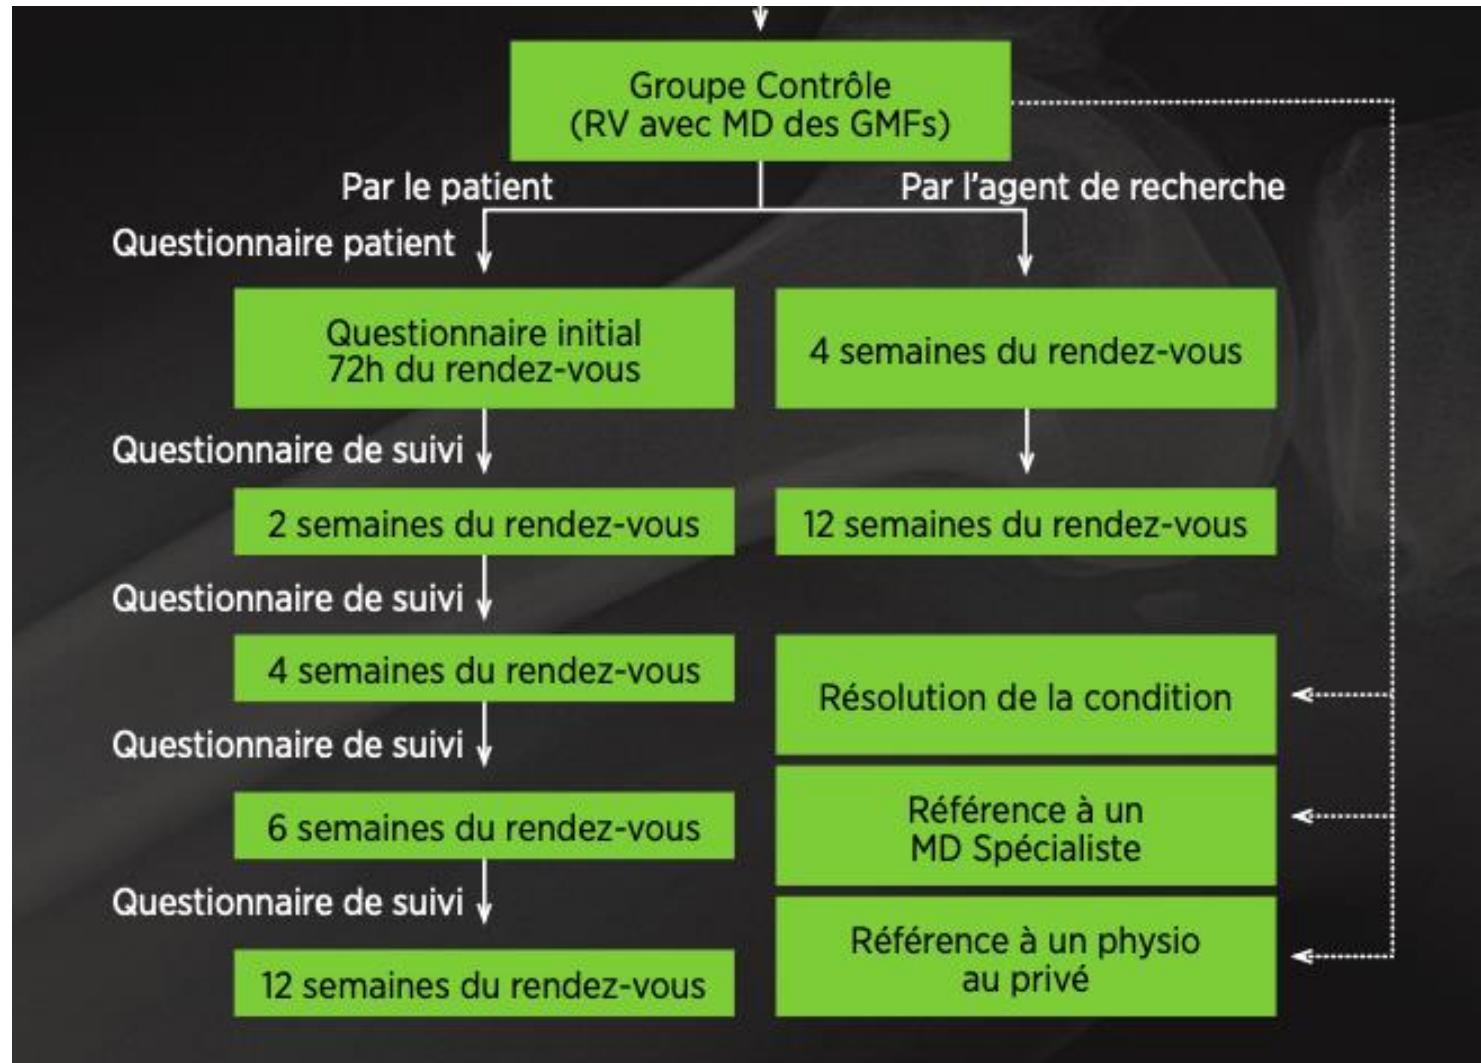 Groupe Contrôle
(RV avec MD des GMFs)
Par le patient
Par l'agent de recherche
Questionnaire patient
Questionnaire initial
72h du rendez-vous
4 semaines du rendez-vous
Questionnaire de suivi
2 semaines du rendez-vous
12 semaines du rendez-vous
Questionnaire de suivi
4 semaines du rendez-vous
Résolution de la condition
Questionnaire de suivi
6 semaines du rendez-vous
Référence à un
MD Spécialiste
Questionnaire de suivi
12 semaines du rendez-vous
Référence à un physio
au privé